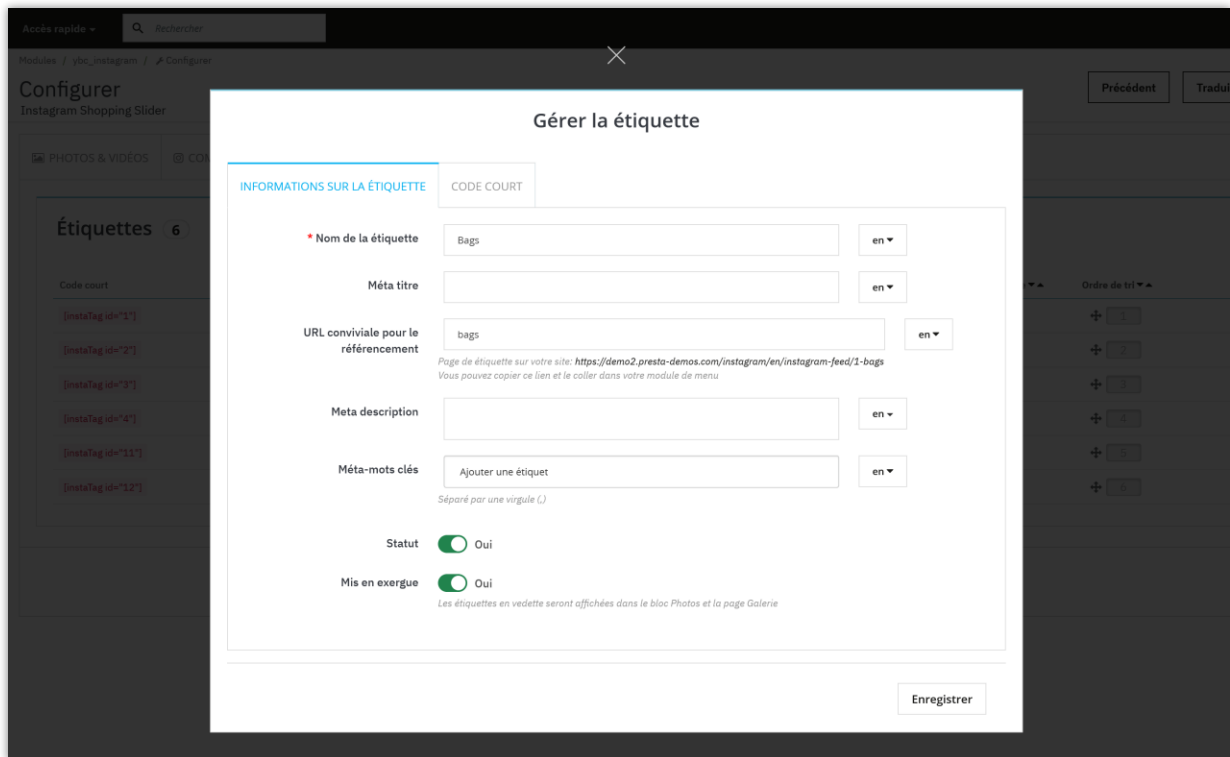 Accès rapide
Rechercher
Modules / ybc_instagram / Configurer
Configurer
Instagram Shopping Slider
Précédent
PHOTOS & VIDÉOS
Gérer la étiquette
INFORMATIONS SUR LA ÉTIQUETTE
CODE COURT
Étiquettes 6
Code court
Ordre de tri
[instaTag id="1"] 1
[instaTag id="2"] 2
[instaTag id="3"] 3
[instaTag id="4"] 4
[instaTag id="11"] 5
[instaTag id="12"] 6
* Nom de la étiquette Bags en
Méta titre en
URL conviviale pour le
référencement
bags en
Page de étiquette sur votre site: https://demo2.presta-demos.com/instagram/en/instagram-feed/1-bags
Vous pouvez copier ce lien et le coller dans votre module de menu
Meta description en
Méta-mots clés Ajouter une étiquet en
Séparé par une virgule (,)
Statut Oui
Mis en exergue Oui
Les étiquettes en vedette seront affichées dans le bloc Photos et la page Galerie
Enregistrer